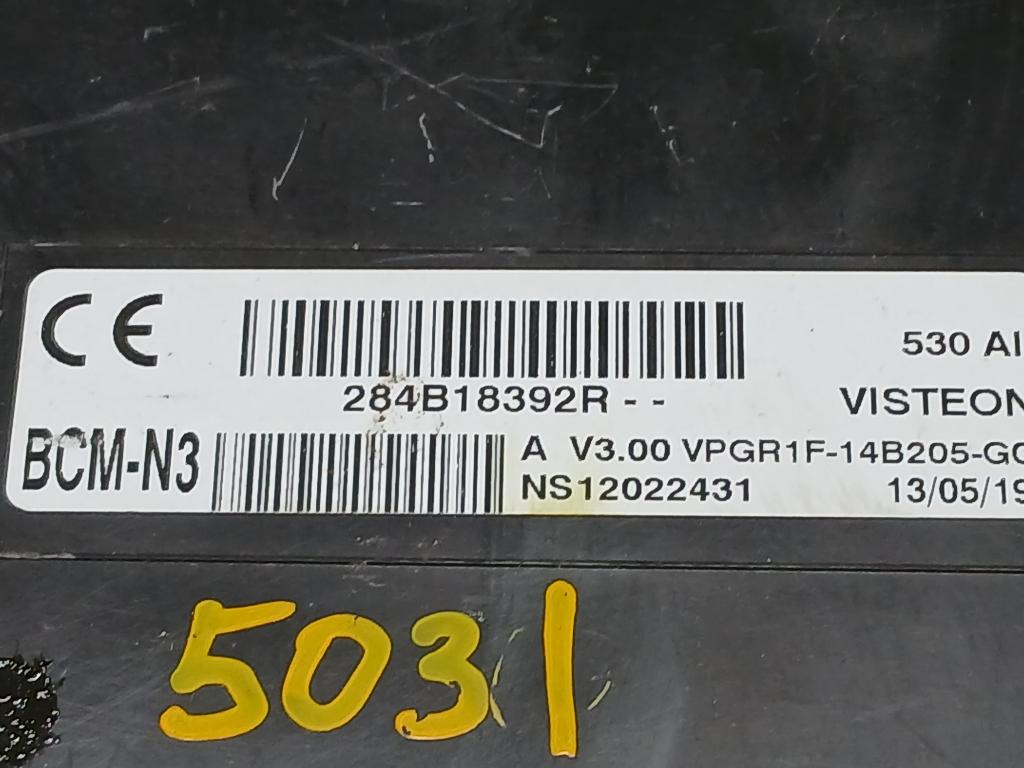 CE
530 AI
284B18392R - -
VISTEON
BCM-N3
A V3.00 VPGR1F-14B205-GC
NS12022431
13/05/19
5031